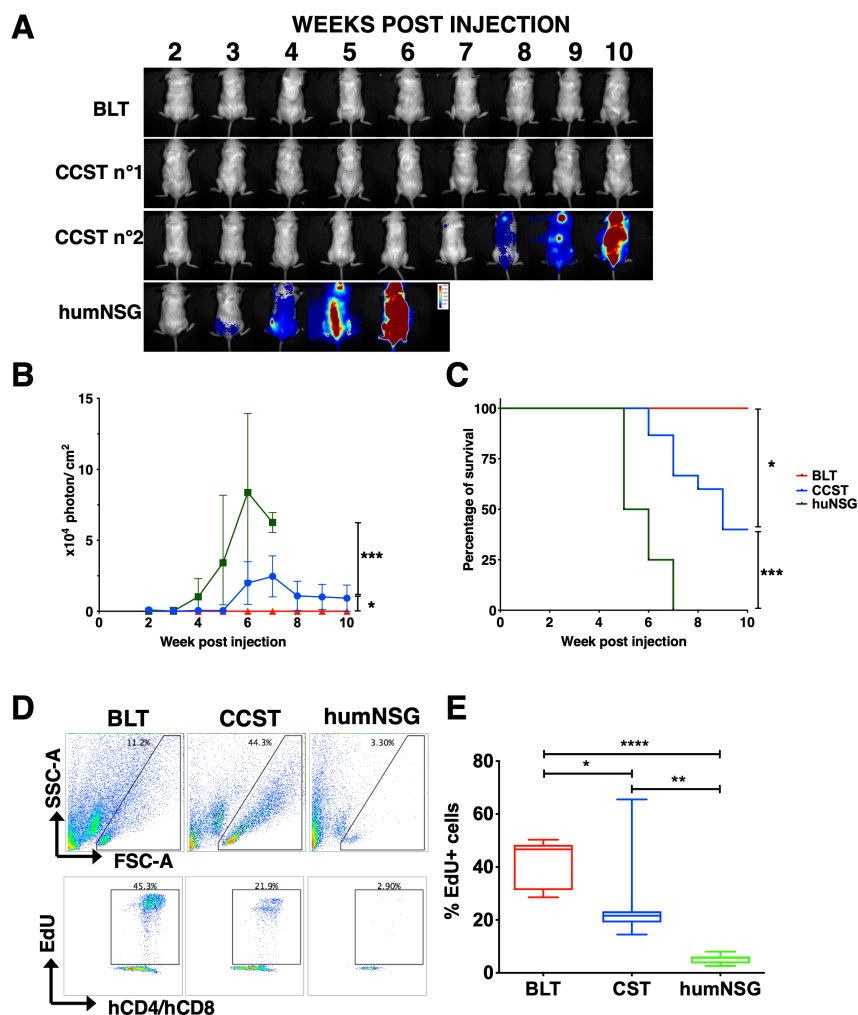 A
WEEKS POST INJECTION
2 3 4 5 6 7 8 9 10
BLT
CCST n°1
CCST n°2
humNSG
B
x10⁴ photon/ cm²
15
10
5
0
0 2 4 6 8 10
Week post injection
***
*
C
Percentage of survival
100
75
50
25
0
0 2 4 6 8 10
Week post injection
*
***
BLT
CCST
huNSG
D
BLT CCST humNSG
11.2% 44.3% 3.30%
SSC-A
FSC-A
45.3% 21.9% 2.90%
EdU
hCD4/hCD8
E
****
* **
% EdU+ cells
80
60
40
20
0
BLT CST humNSG